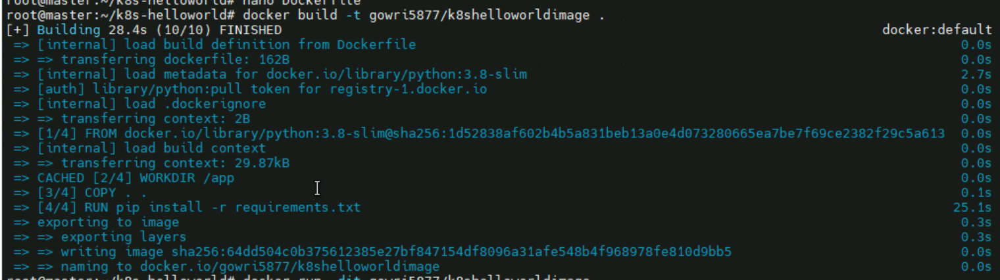 root@master:~/k8s-helloworld# nano Dockerfile
root@master:~/k8s-helloworld# docker build -t gowri5877/k8shelloworldimage .
[+] Building 28.4s (10/10) FINISHED docker:default
=> [internal] load build definition from Dockerfile 0.0s
=> => transferring dockerfile: 162B 0.0s
=> [internal] load metadata for docker.io/library/python:3.8-slim 2.7s
=> [auth] library/python:pull token for registry-1.docker.io 0.0s
=> [internal] load .dockerignore 0.0s
=> => transferring context: 2B 0.0s
=> [1/4] FROM docker.io/library/python:3.8-slim@sha256:1d52838af602b4b5a831beb13a0e4d073280665ea7be7f69ce2382f29c5a613 0.0s
=> [internal] load build context 0.0s
=> => transferring context: 29.87kB 0.0s
=> CACHED [2/4] WORKDIR /app 0.0s
=> [3/4] COPY . . 0.1s
=> [4/4] RUN pip install -r requirements.txt 25.1s
=> exporting to image 0.3s
=> => exporting layers 0.3s
=> => writing image sha256:64dd504c0b375612385e27bf847154df8096a31afe548b4f968978fe810d9bb5 0.0s
=> => naming to docker.io/gowri5877/k8shelloworldimage 0.0s
root@master:~/k8s-helloworld# docker run -dit gowri5877/k8shelloworldimage